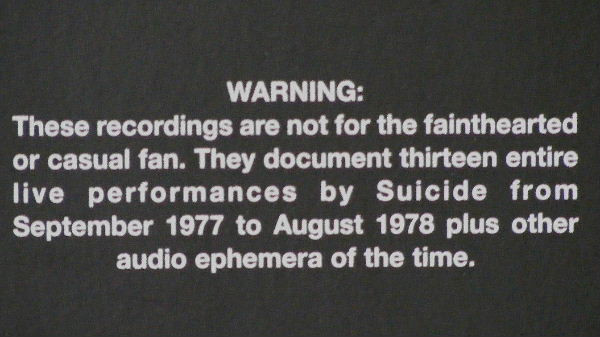 WARNING:
These recordings are not for the fainthearted
or casual fan. They document thirteen entire
live performances by Suicide from
September 1977 to August 1978 plus other
audio ephemera of the time.